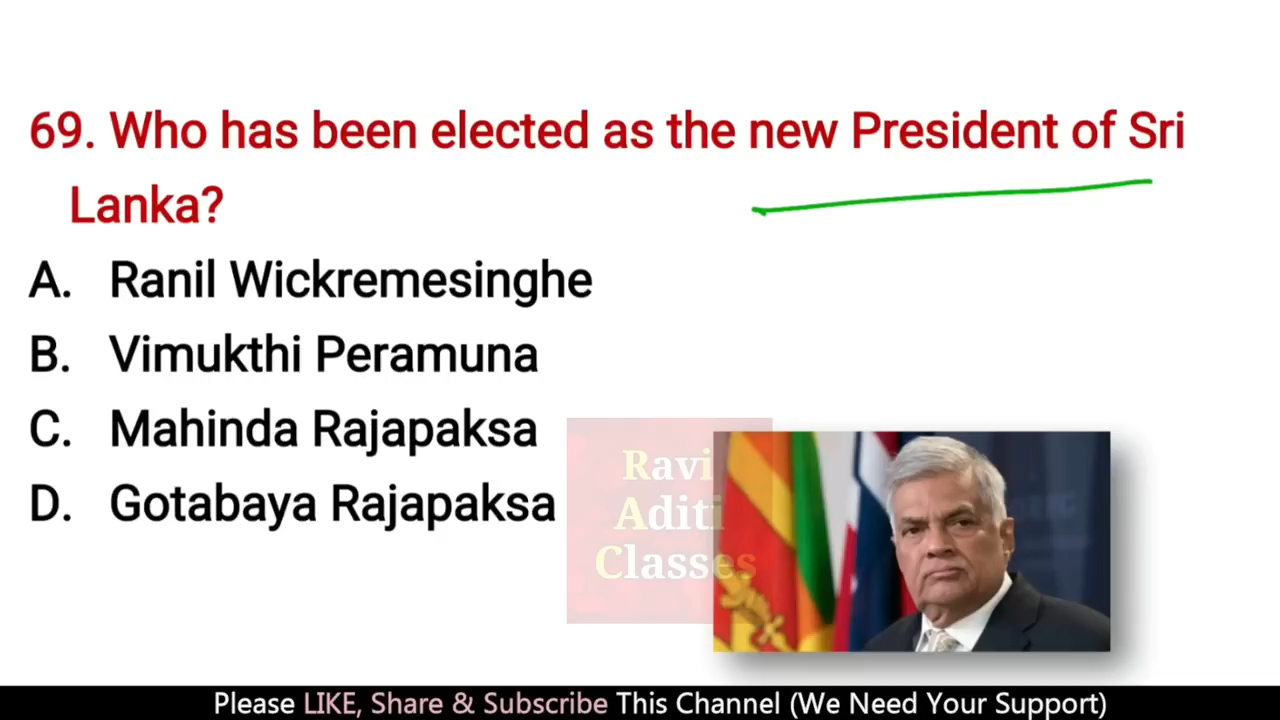 69. Who has been elected as the new President of Sri
Lanka?
A. Ranil Wickremesinghe
B. Vimukthi Peramuna
C. Mahinda Rajapaksa
D. Gotabaya Rajapaksa
Ravi
Aditi
Classes
Please LIKE, Share & Subscribe This Channel (We Need Your Support)